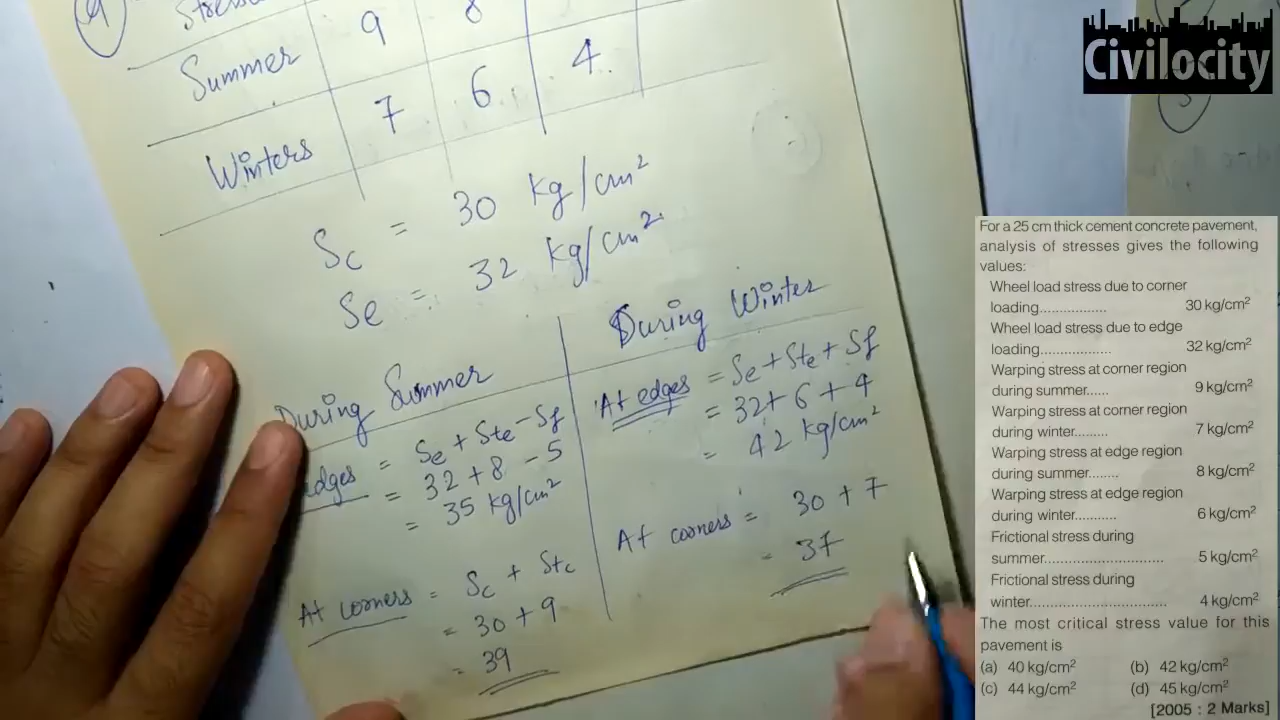 9 8
Summer 7 6 4
Winters
Sc = 30 kg/cm²
Se = 32 kg/cm²
During Summer
edges = Se + Ste - Sf
= 32 + 8 - 5
= 35 kg/cm²
At corners = Sc + Stc
= 30 + 9
= 39
During Winter
At edges = Se + Ste + Sf
= 32 + 6 + 4
= 42 kg/cm²
At corners = 30 + 7
= 37
Civilocity
For a 25 cm thick cement concrete pavement,
analysis of stresses gives the following
values:
Wheel load stress due to corner
loading................. 30 kg/cm²
Wheel load stress due to edge
loading.................. 32 kg/cm²
Warping stress at corner region
during summer...... 9 kg/cm²
Warping stress at corner region
during winter......... 7 kg/cm²
Warping stress at edge region
during summer........ 8 kg/cm²
Warping stress at edge region
during winter........... 6 kg/cm²
Frictional stress during
summer............................. 5 kg/cm²
Frictional stress during
winter................................. 4 kg/cm²
The most critical stress value for this
pavement is
(a) 40 kg/cm² (b) 42 kg/cm²
(c) 44 kg/cm² (d) 45 kg/cm²
[2005 : 2 Marks]